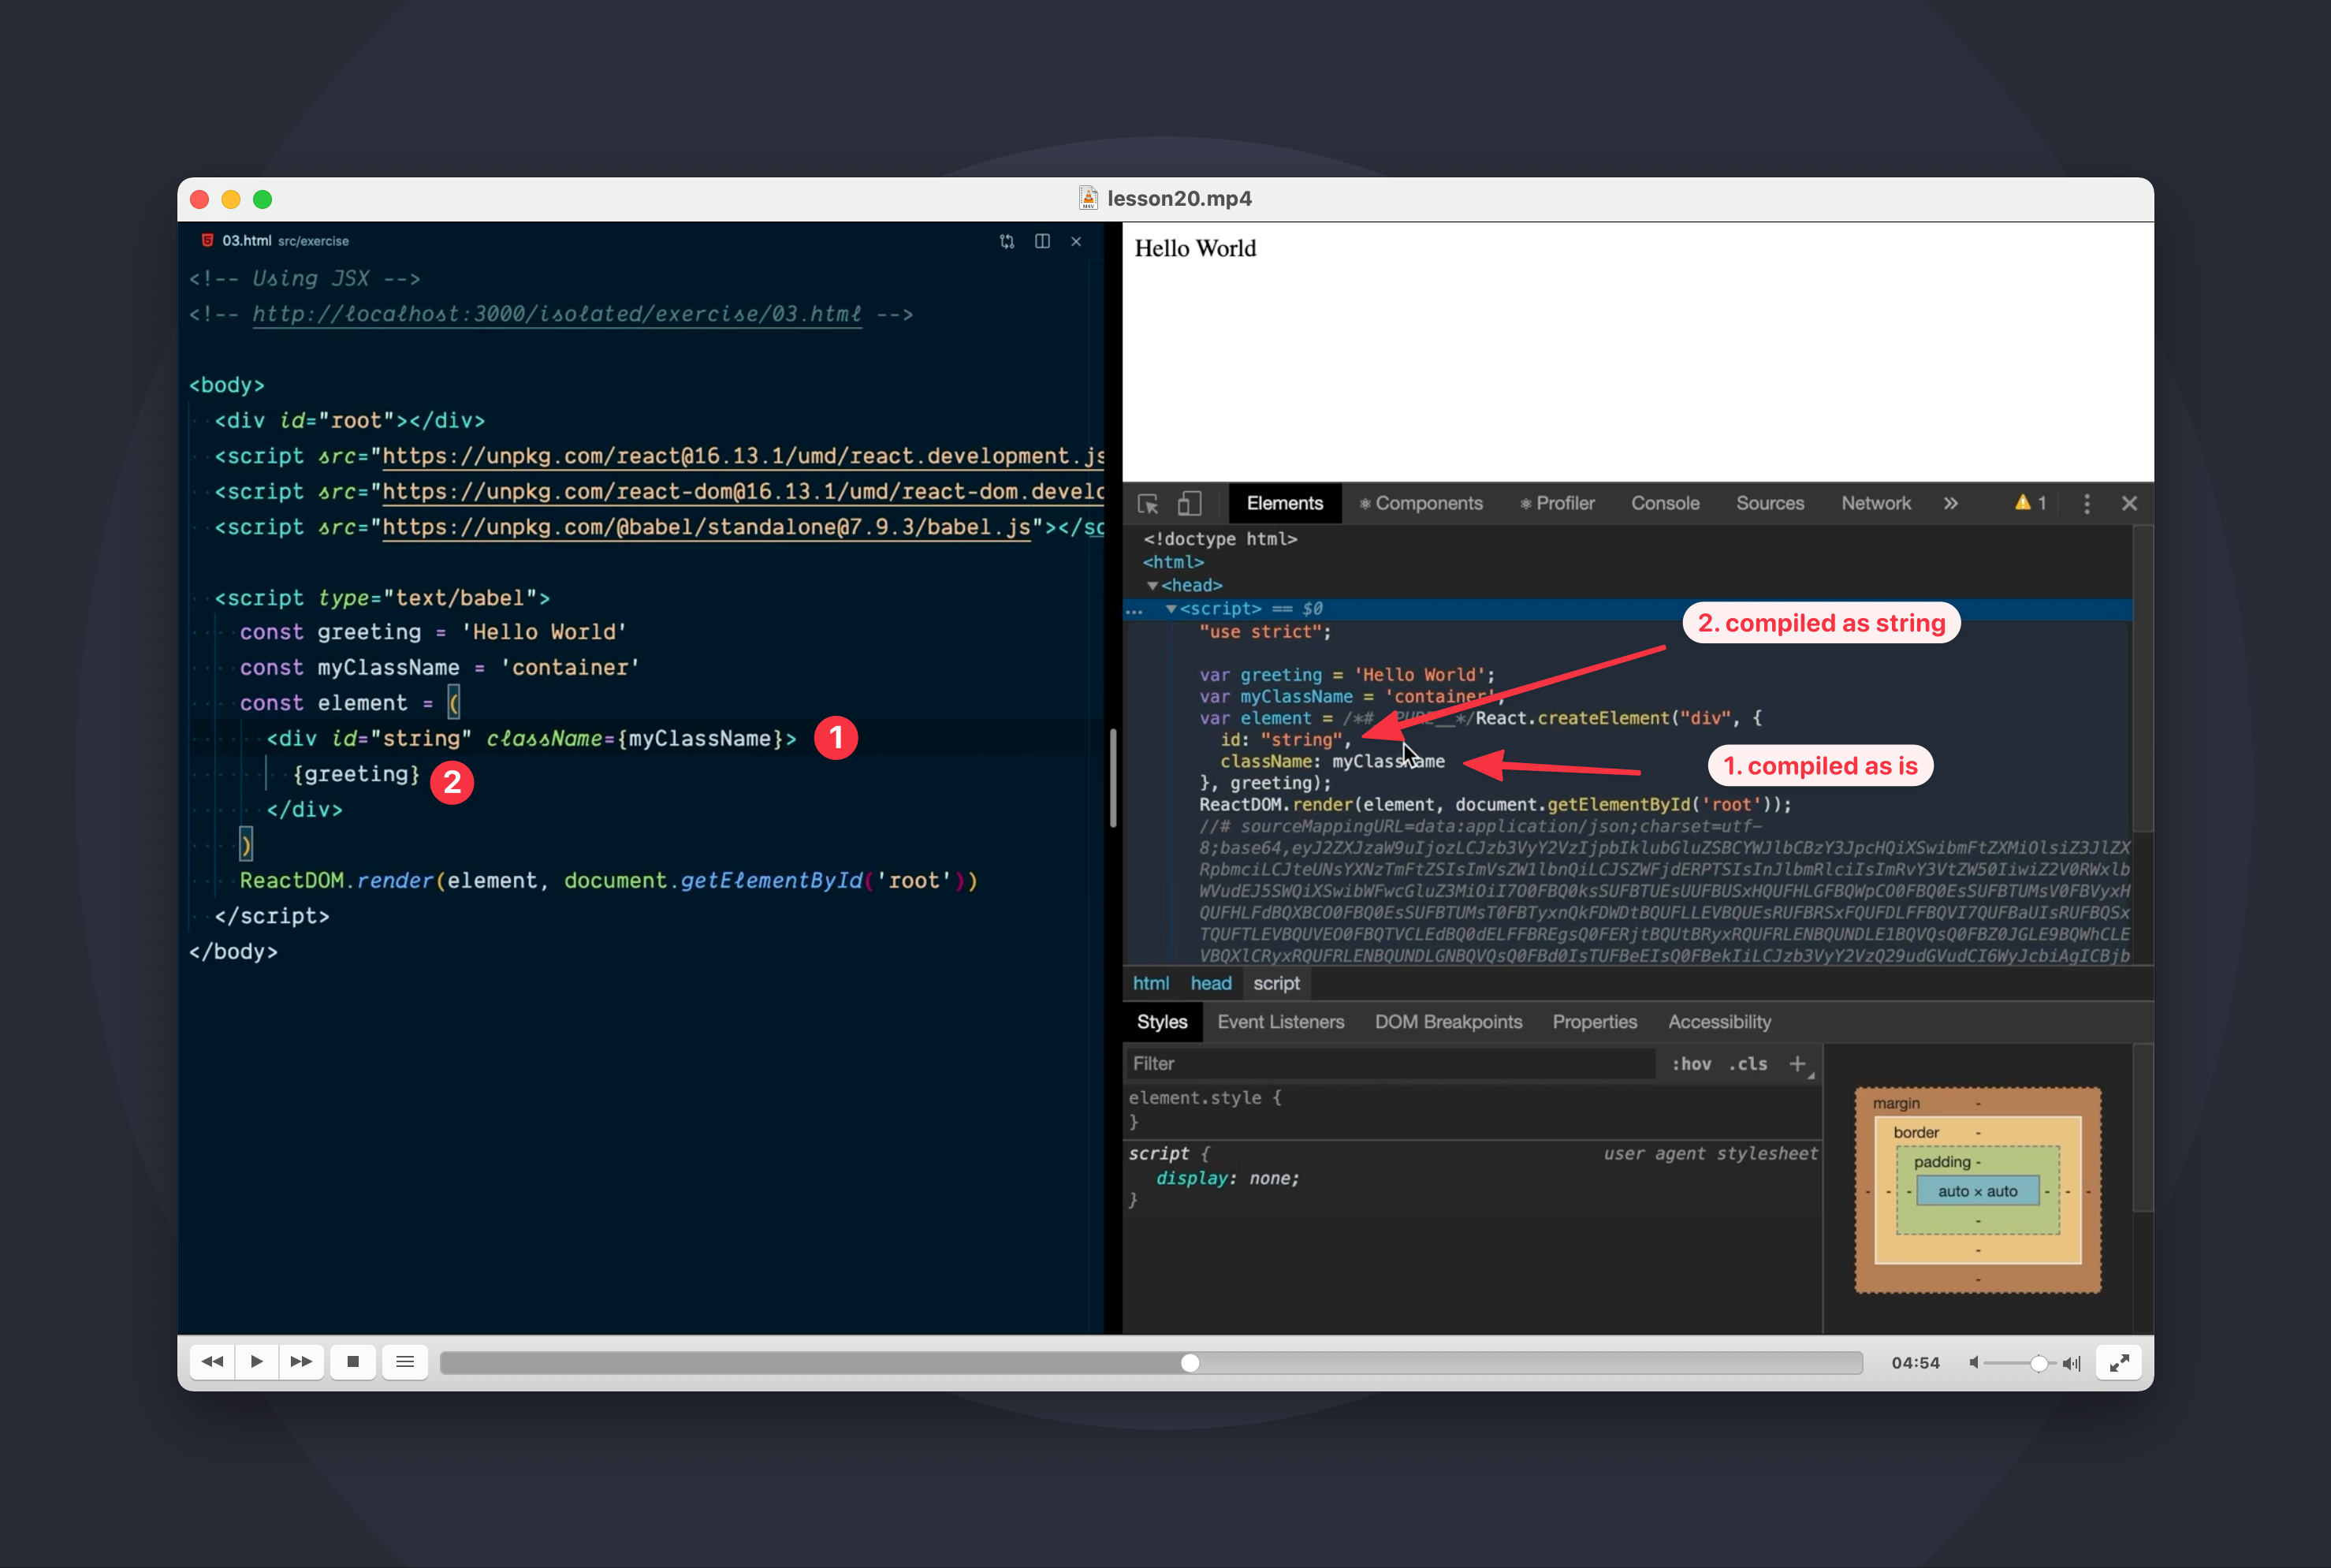 lesson20.mp4
03.html src/exercise
<!-- Using JSX -->
<!-- http://localhost:3000/isolated/exercise/03.html -->
<body>
<div id="root"></div>
<script src="https://unpkg.com/react@16.13.1/umd/react.development.js
<script src="https://unpkg.com/react-dom@16.13.1/umd/react-dom.develo
<script src="https://unpkg.com/@babel/standalone@7.9.3/babel.js"></sc
<script type="text/babel">
const greeting = 'Hello World'
const myClassName = 'container'
const element = (
<div id="string" className={myClassName}> 1
{greeting} 2
</div>
)
ReactDOM.render(element, document.getElementById('root'))
</script>
</body>
Hello World
Elements Components Profiler Console Sources Network » 1
<!doctype html>
<html>
▼<head>
... ▼<script> == $0
"use strict";
2. compiled as string
var greeting = 'Hello World';
var myClassName = 'container';
var element = /*#__PURE__*/React.createElement("div", {
id: "string",
className: myClassName
1. compiled as is
}, greeting);
ReactDOM.render(element, document.getElementById('root'));
//# sourceMappingURL=data:application/json;charset=utf-
html head script
Styles Event Listeners DOM Breakpoints Properties Accessibility
Filter :hov .cls +
element.style {
}
script { user agent stylesheet
display: none;
}
margin -
border -
padding -
- - - auto × auto - - -
-
-
-
04:54